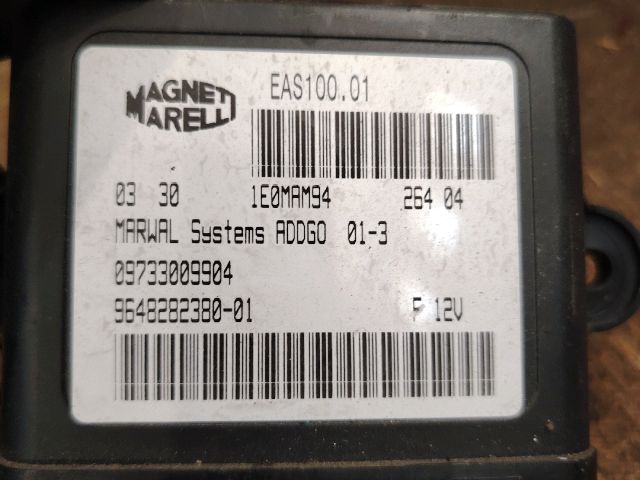 MAGNETI MARELLI
EAS100.01
03 30 1E0MAM94 264 04
MARWAL Systems ADDGO 01-3
09733009904
9648282380-01 F 12V